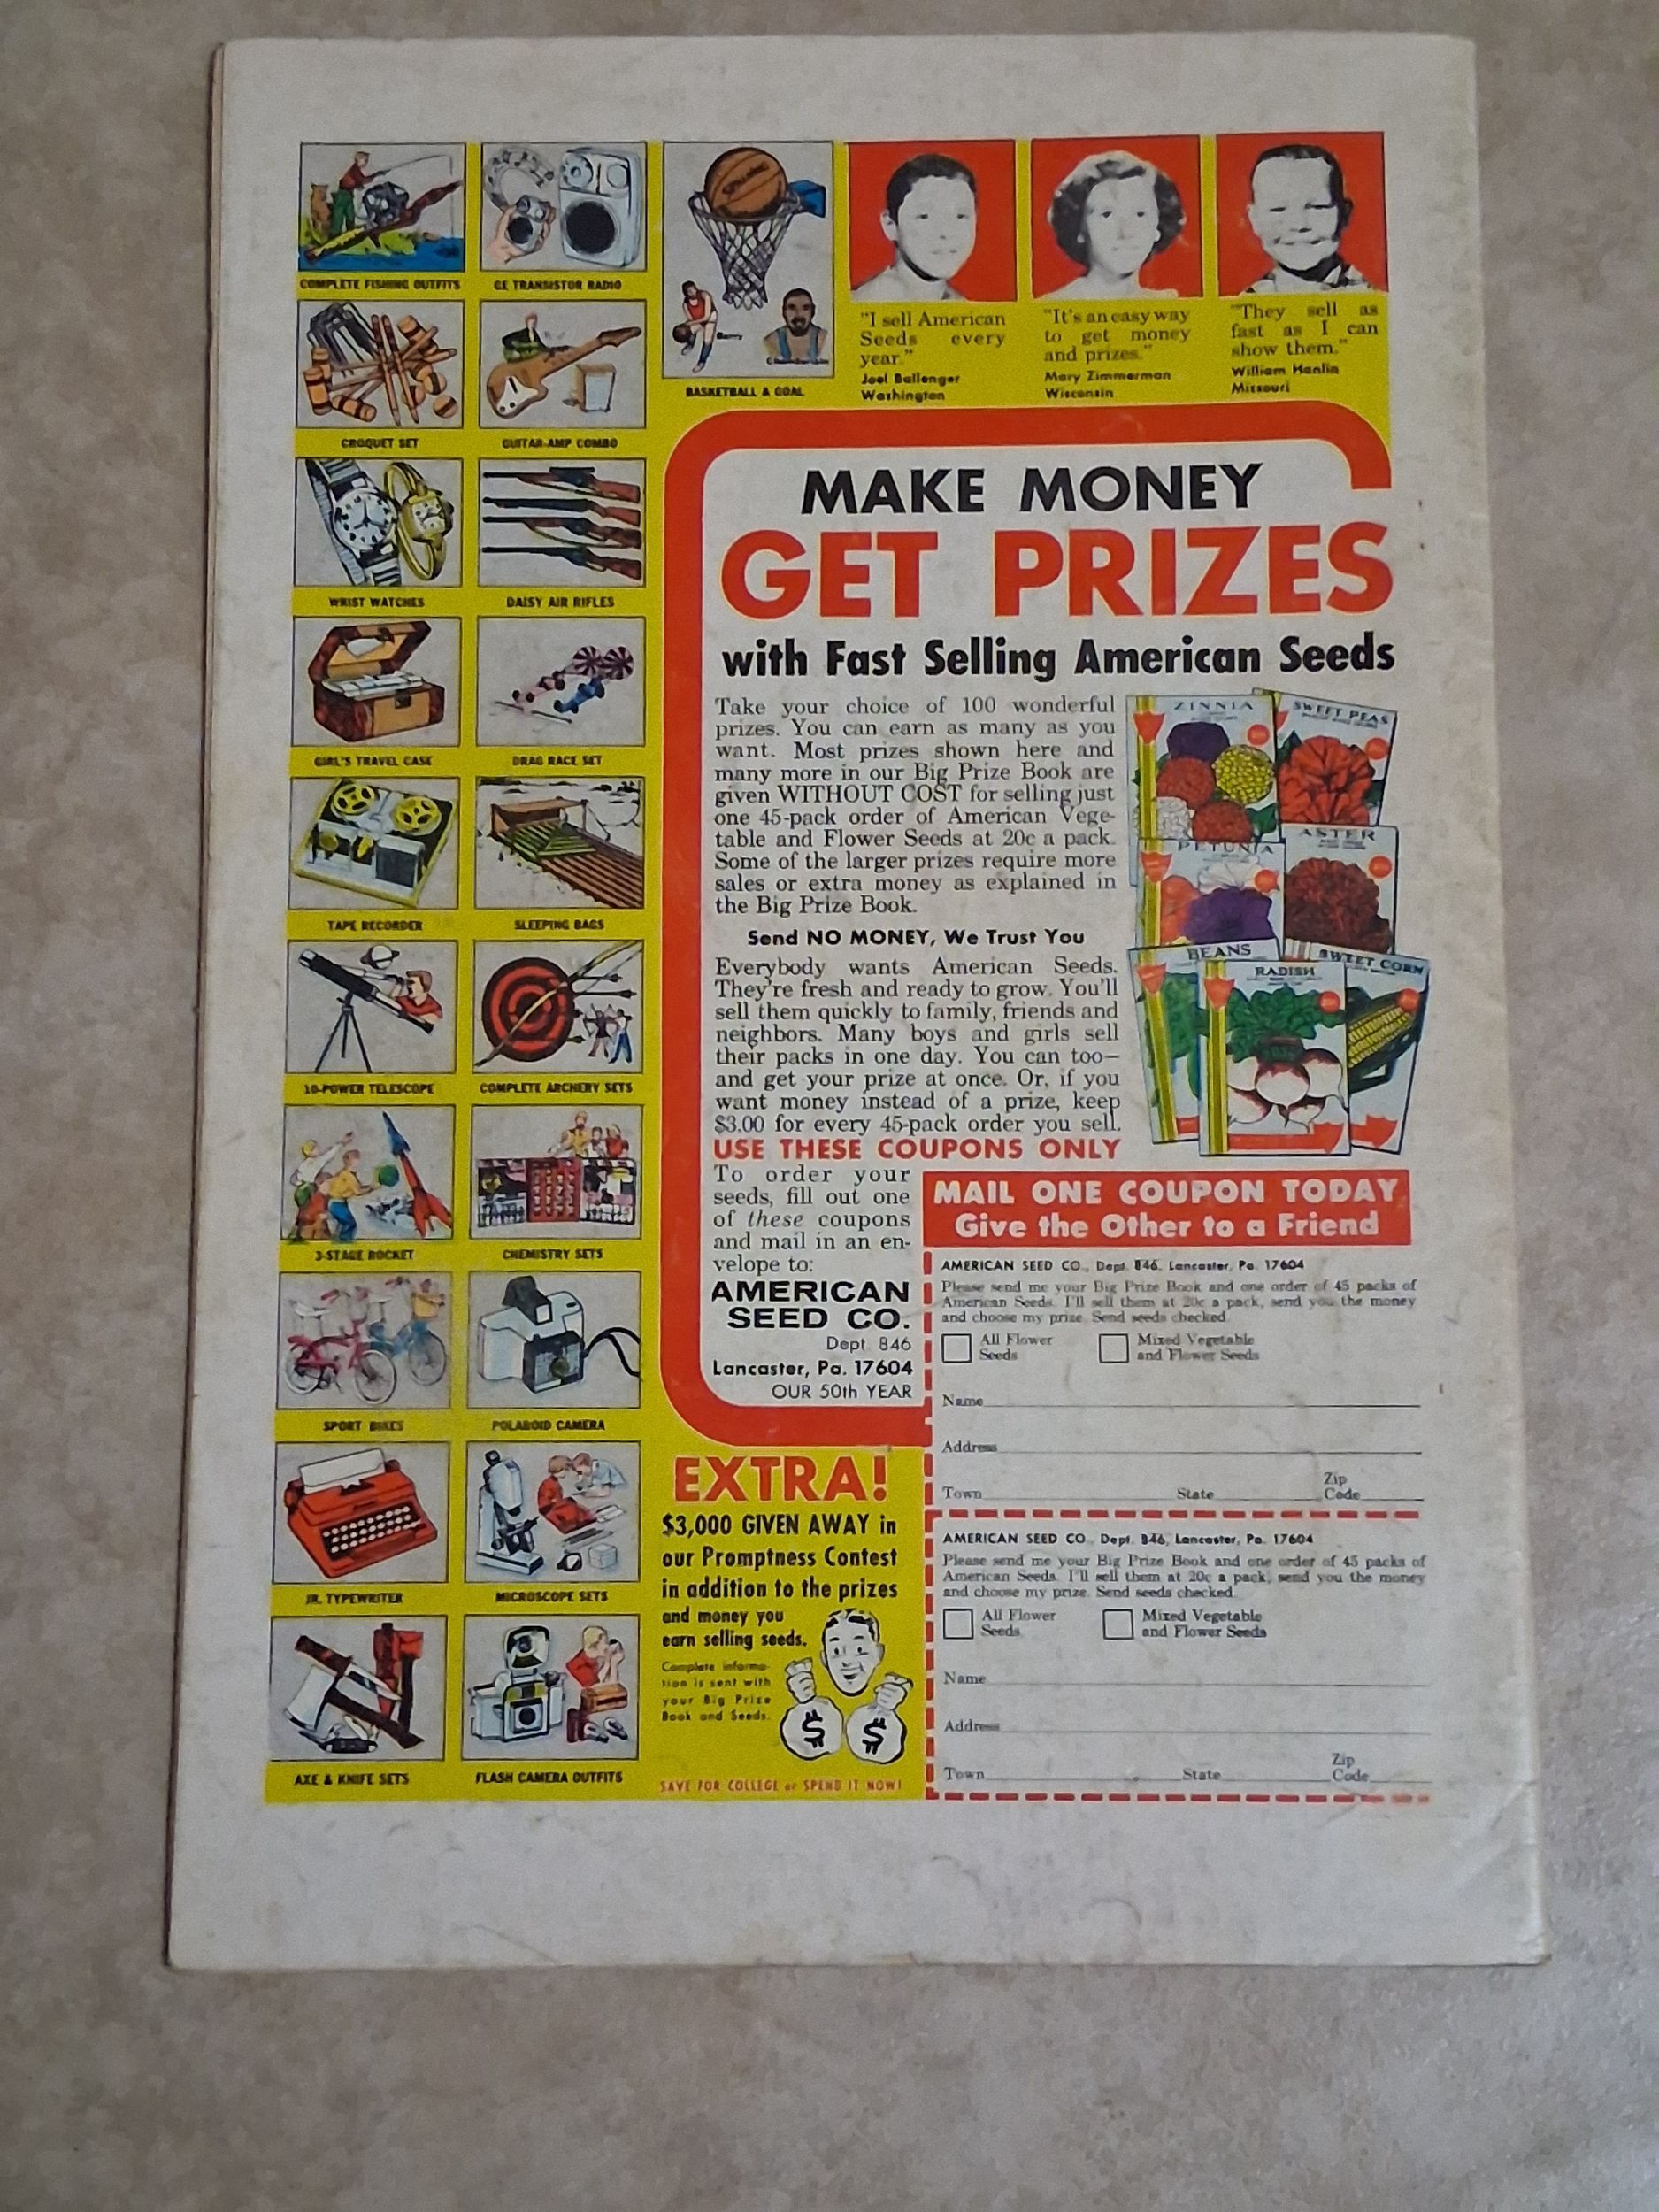 COMPLETE FISHING OUTFITS
GE TRANSISTOR RADIO
CROQUET SET
GUITAR-AMP COMBO
WRIST WATCHES
DAISY AIR RIFLES
GIRL'S TRAVEL CASE
DRAG RACE SET
TAPE RECORDER
SLEEPING BAGS
10-POWER TELESCOPE
COMPLETE ARCHERY SETS
3-STAGE ROCKET
CHEMISTRY SETS
SPORT BIKES
POLAROID CAMERA
JR. TYPEWRITER
MICROSCOPE SETS
AXE & KNIFE SETS
FLASH CAMERA OUTFITS
BASKETBALL & GOAL
"I sell American
Seeds every
year."
Joel Ballenger
Washington
"It's an easy way
to get money
and prizes."
Mary Zimmerman
Wisconsin
"They sell as
fast as I can
show them."
William Hanlin
Missouri
MAKE MONEY
GET PRIZES
with Fast Selling American Seeds
Take your choice of 100 wonderful
prizes. You can earn as many as you
want. Most prizes shown here and
many more in our Big Prize Book are
given WITHOUT COST for selling just
one 45-pack order of American Vege-
table and Flower Seeds at 20c a pack.
Some of the larger prizes require more
sales or extra money as explained in
the Big Prize Book.
Send NO MONEY, We Trust You
Everybody wants American Seeds.
They're fresh and ready to grow. You'll
sell them quickly to family, friends and
neighbors. Many boys and girls sell
their packs in one day. You can too—
and get your prize at once. Or, if you
want money instead of a prize, keep
$3.00 for every 45-pack order you sell.
USE THESE COUPONS ONLY
To order your
seeds, fill out one
of these coupons
and mail in an en-
velope to:
AMERICAN
SEED CO.
Dept. 846
Lancaster, Pa. 17604
OUR 50th YEAR
ZINNIA
SWEET PEAS
PETUNIA
ASTER
BEANS
RADISH
SWEET CORN
MAIL ONE COUPON TODAY
Give the Other to a Friend
AMERICAN SEED CO., Dept. 846, Lancaster, Pa. 17604
Please send me your Big Prize Book and one order of 45 packs of
American Seeds. I'll sell them at 20c a pack, send you the money
and choose my prize. Send seeds checked.
All Flower
Seeds
Mixed Vegetable
and Flower Seeds
Name
Address
Town State Zip Code
AMERICAN SEED CO., Dept. 846, Lancaster, Pa. 17604
Please send me your Big Prize Book and one order of 45 packs of
American Seeds. I'll sell them at 20c a pack, send you the money
and choose my prize. Send seeds checked.
All Flower
Seeds
Mixed Vegetable
and Flower Seeds
Name
Address
Town State Zip Code
EXTRA!
$3,000 GIVEN AWAY in
our Promptness Contest
in addition to the prizes
and money you
earn selling seeds.
Complete informa-
tion is sent with
your Big Prize
Book and Seeds.
$ $
SAVE FOR COLLEGE or SPEND IT NOW!